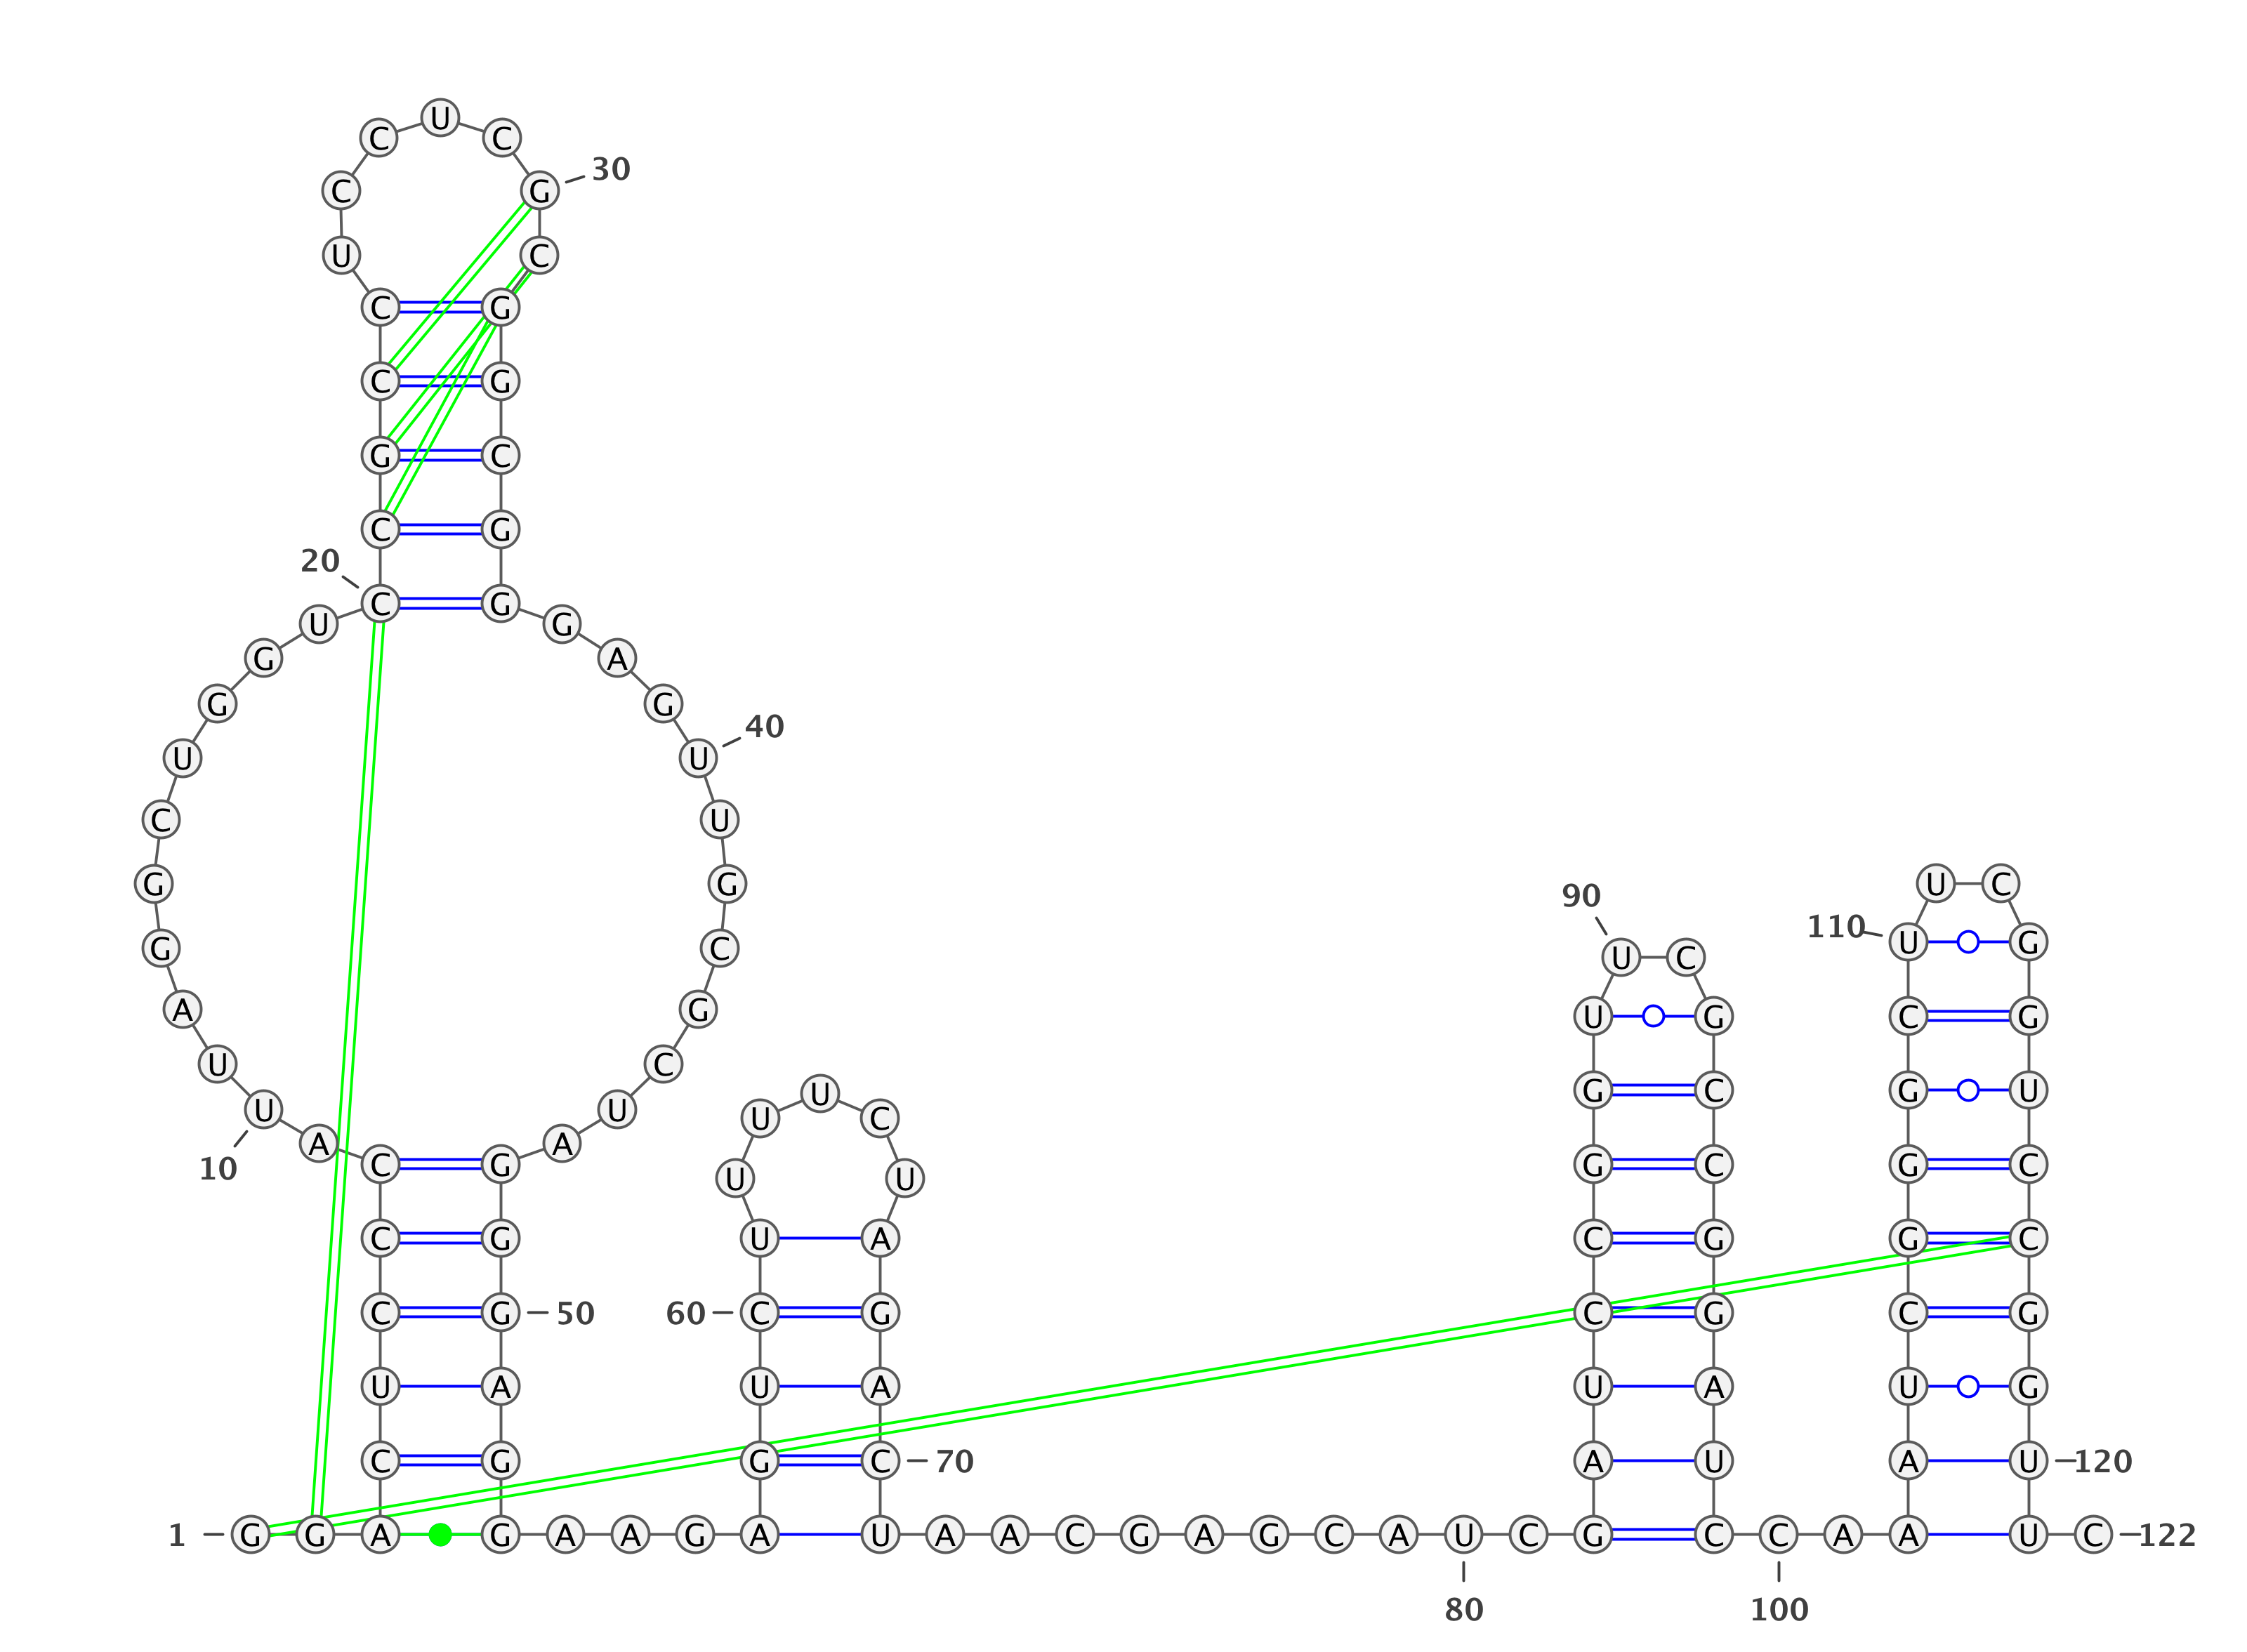 U
C C
30
C G
U C
C G
C G
G C
C G
20
C G
U G
G A
G G
40
U U
C U
G G U C
90
110 U G
G C
U C
A G U G C G
U C
G C G U
U
U U
U C
A A
C G G C G C
10
U U
C G U A C G G C
C G 50 60 C G C G C G
U A U A U A U G
C G G C 70 A U A U 120
1 G G A G A A G A U A A C G A G C A U C G C C A A U C 122
80 100